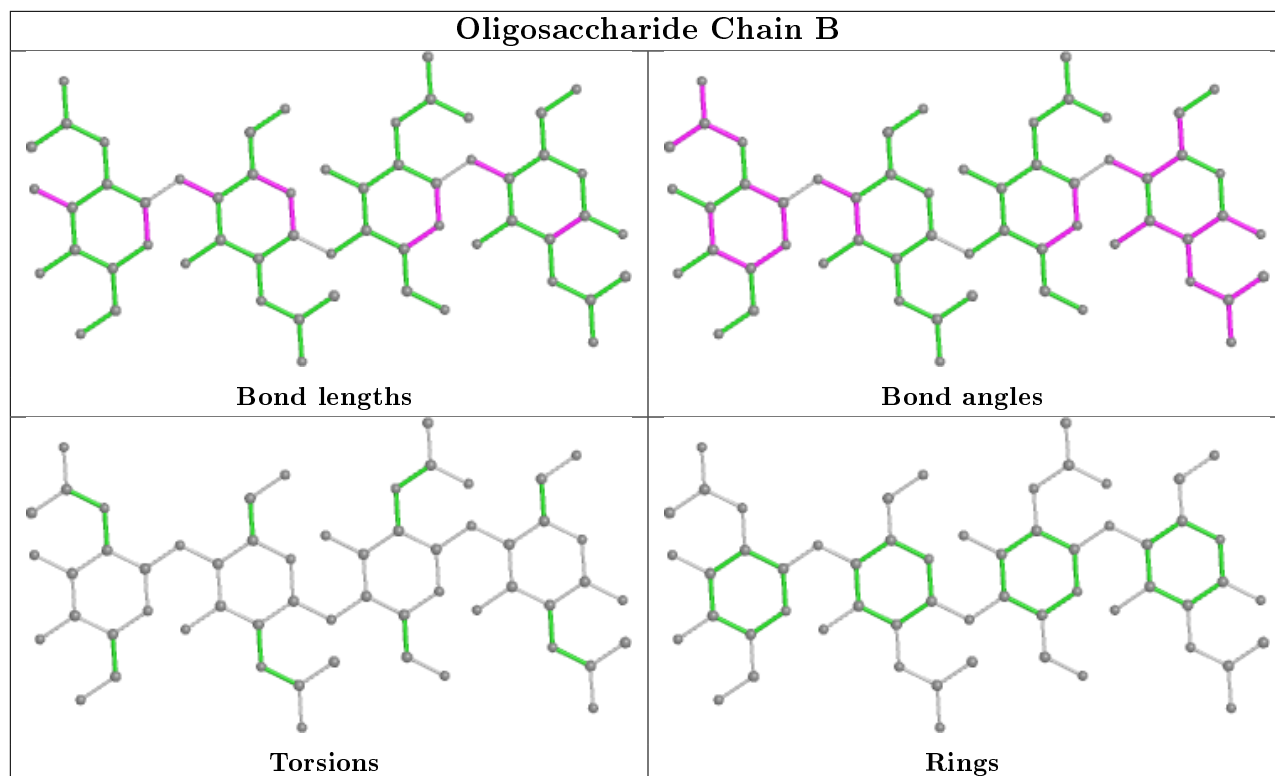 Oligosaccharide Chain B
Bond lengths
Bond angles
Torsions
Rings